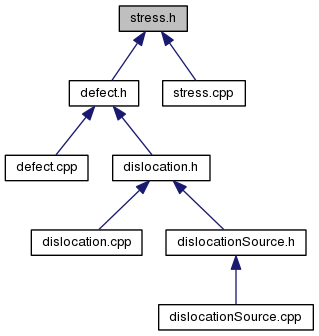 stress.h
defect.h
stress.cpp
defect.cpp
dislocation.h
dislocation.cpp
dislocationSource.h
dislocationSource.cpp